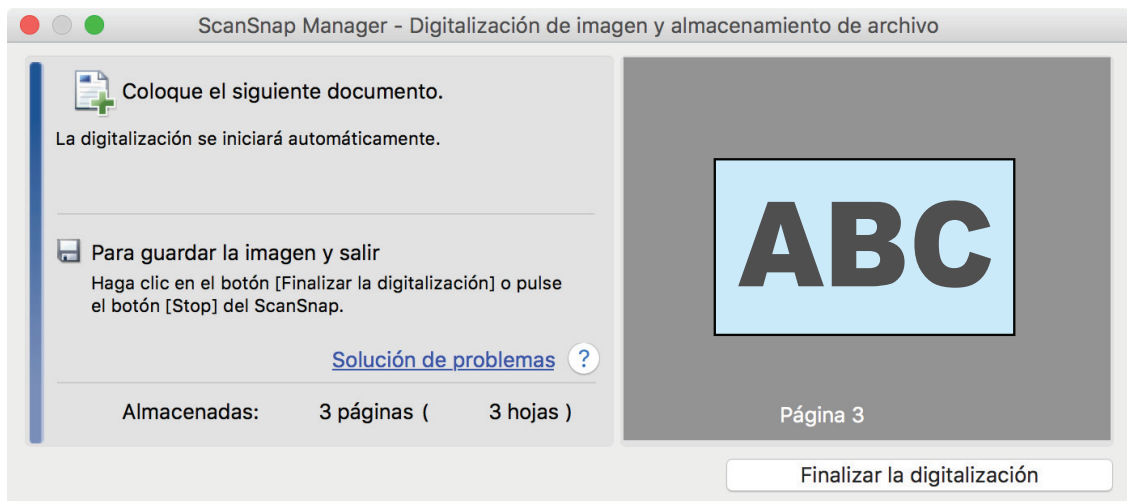 ScanSnap Manager - Digitalización de imagen y almacenamiento de archivo
Coloque el siguiente documento.
La digitalización se iniciará automáticamente.
Para guardar la imagen y salir
Haga clic en el botón [Finalizar la digitalización] o pulse
el botón [Stop] del ScanSnap.
Solución de problemas ?
Almacenadas: 3 páginas ( 3 hojas )
ABC
Página 3
Finalizar la digitalización